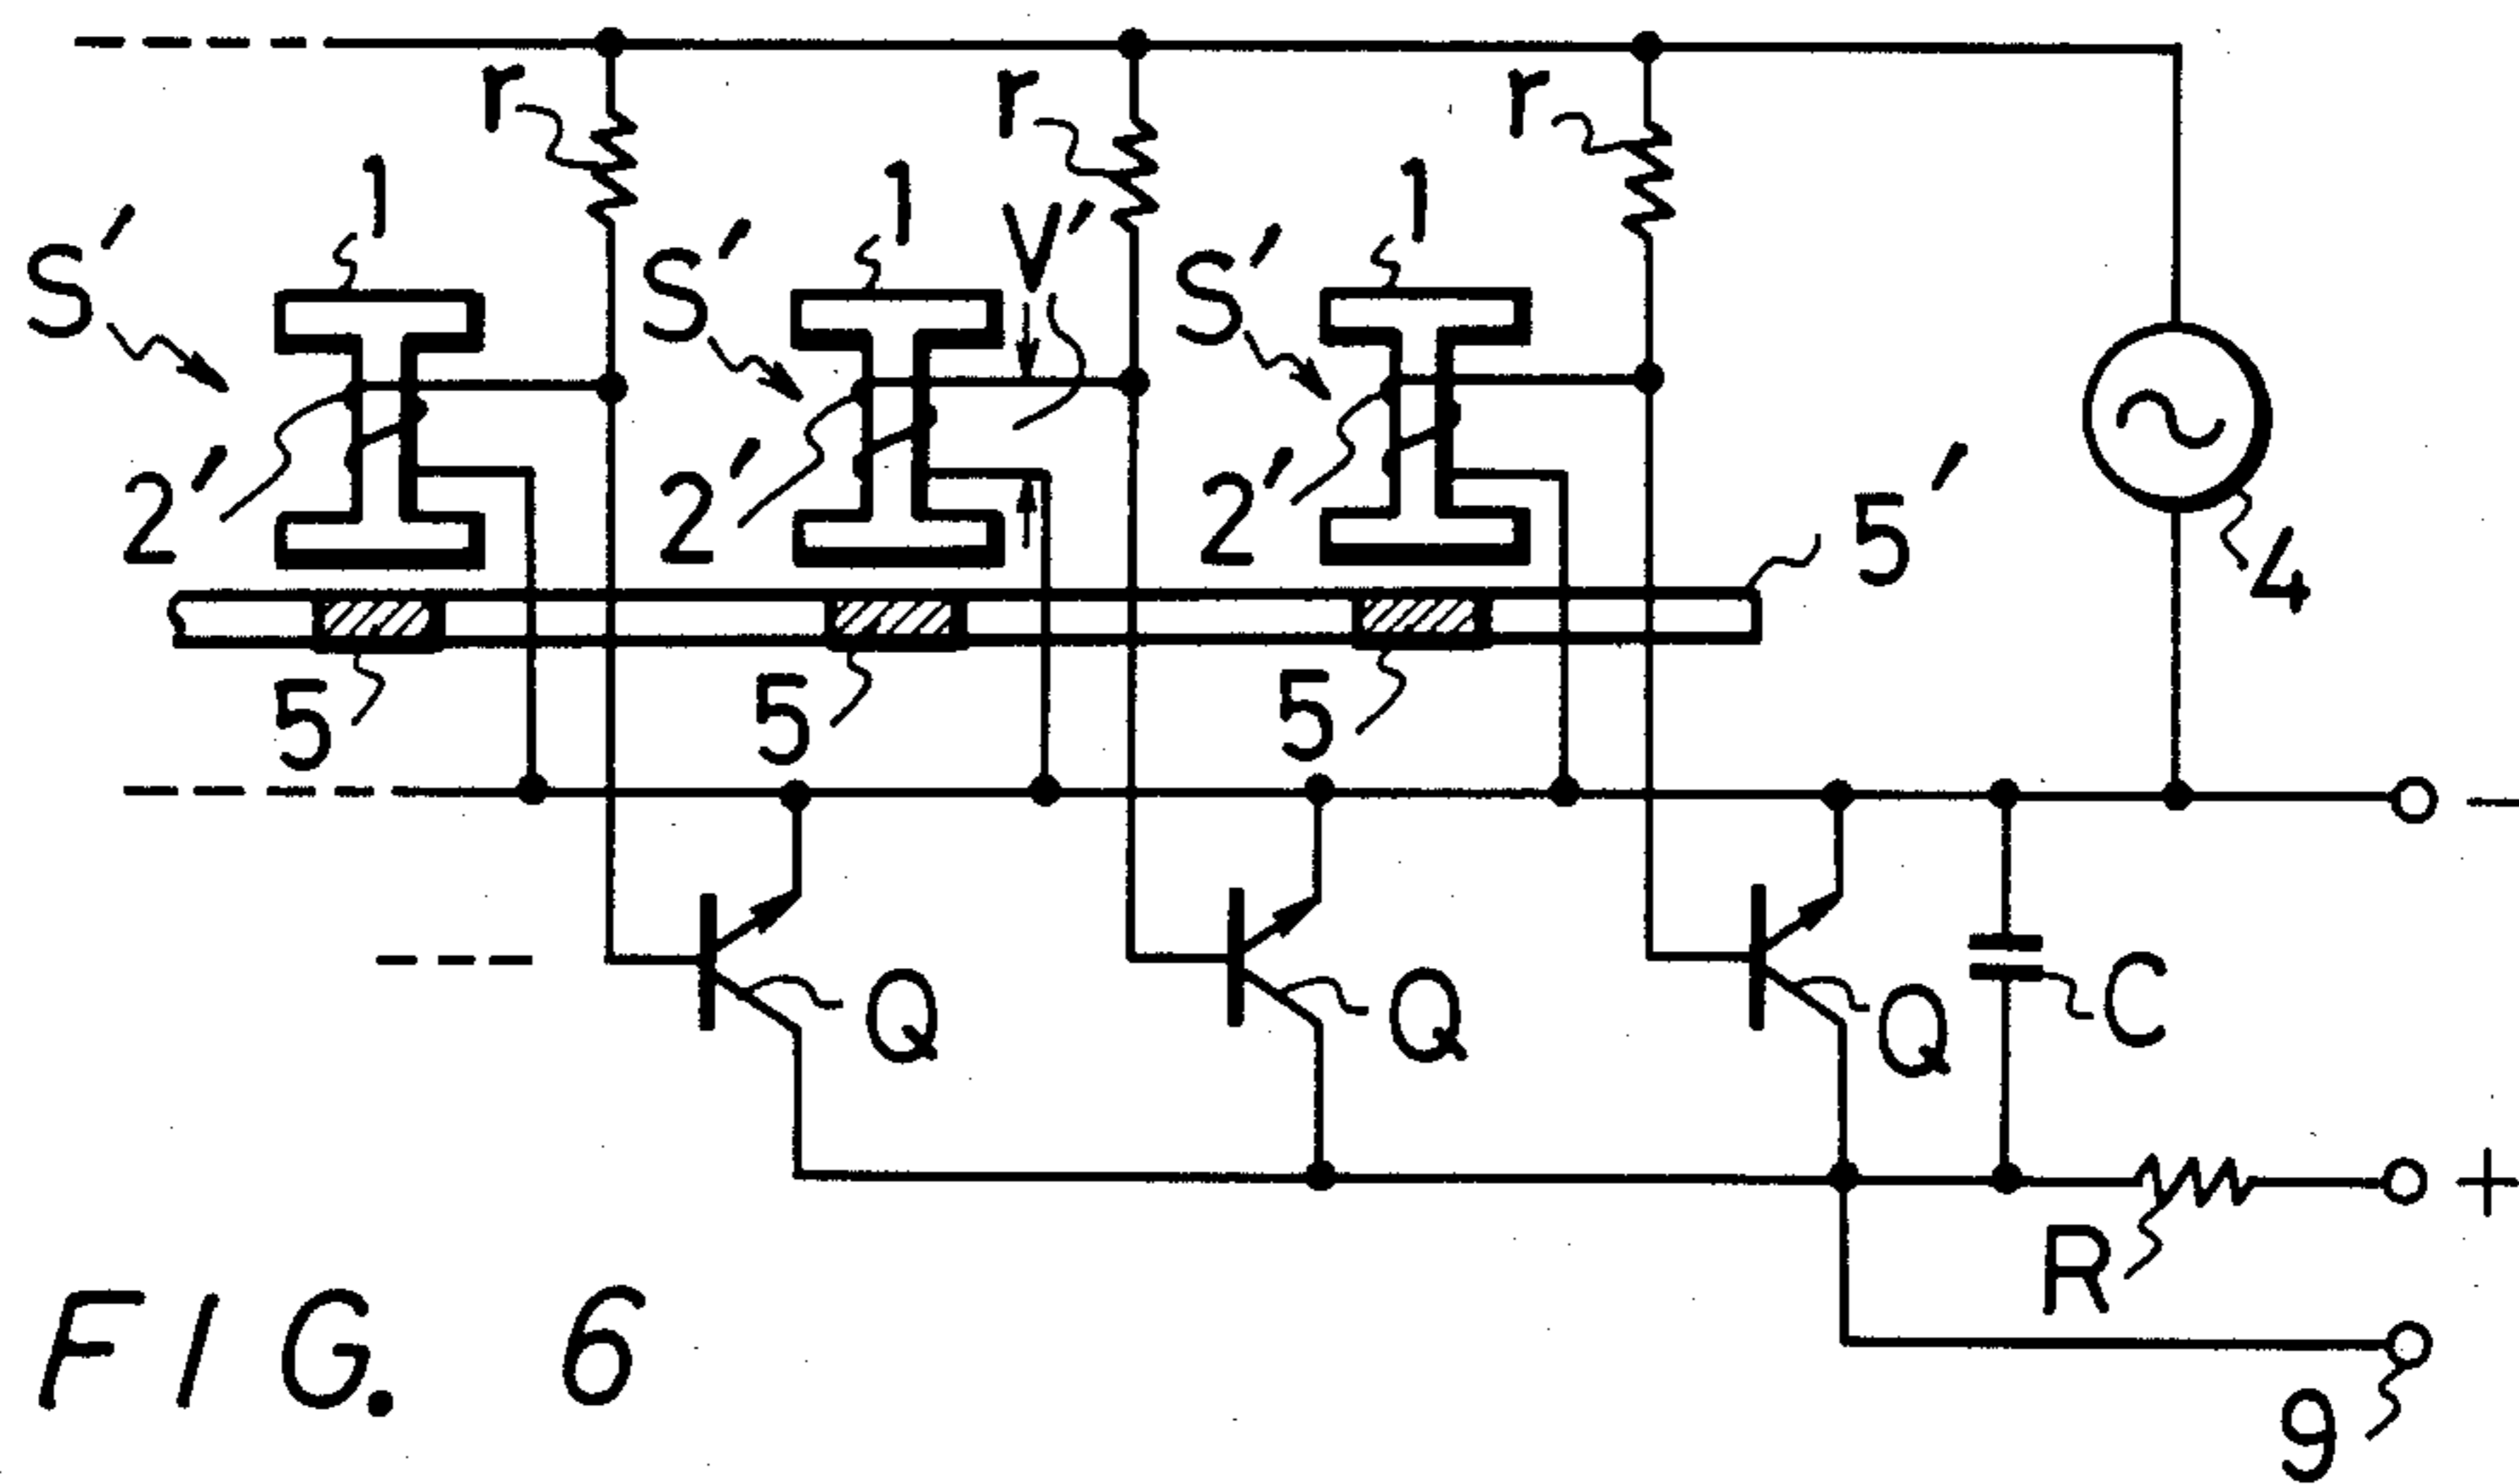 r r r
1 1 1
S' S' V' S'
2' 2' 2' 5' 4
5 5 5
−
Q Q Q C
+
R
FIG. 6
9